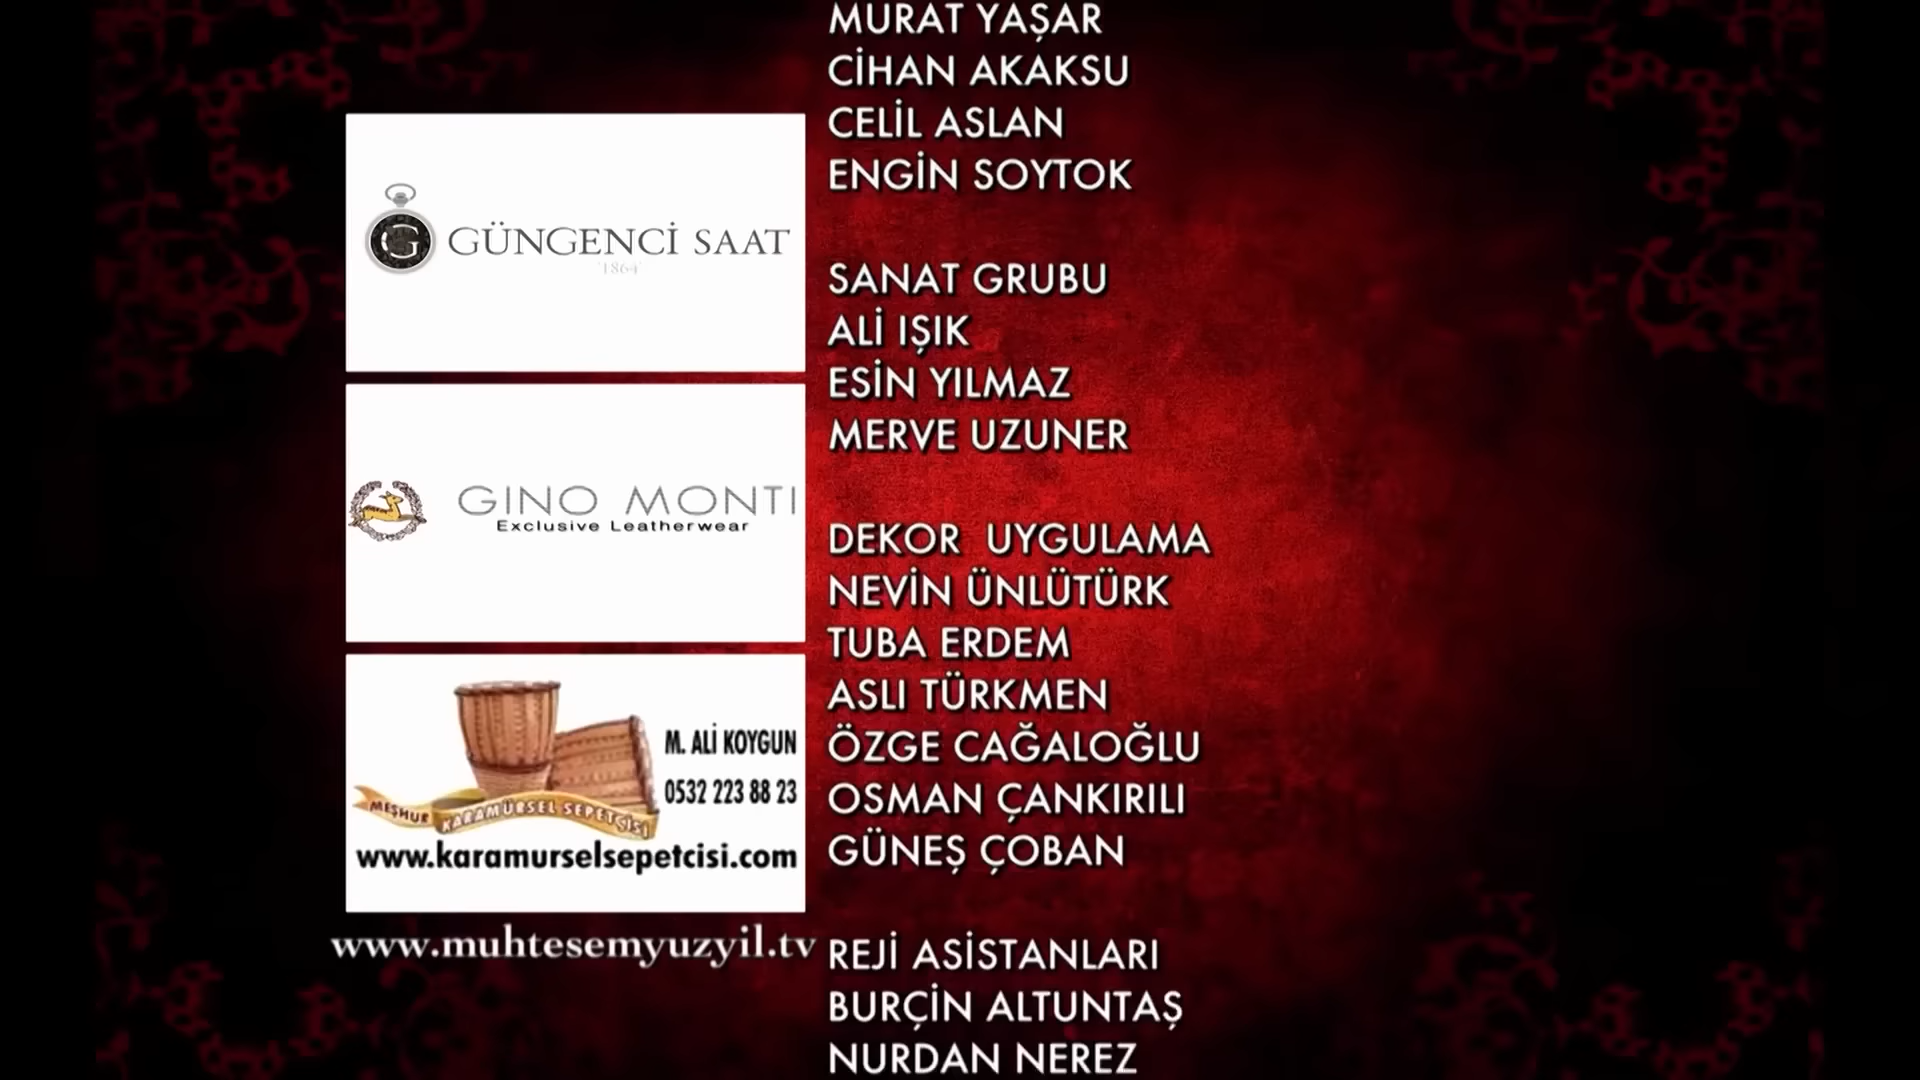 GÜNGENCİ SAAT
'1864'
GINO MONTI
Exclusive Leatherwear
M. ALİ KOYGUN
0532 223 88 23
MEŞHUR KARAMÜRSEL SEPETÇİSİ
www.karamurselsepetcisi.com
www.muhtesemyuzyil.tv
MURAT YAŞAR
CİHAN AKAKSU
CELİL ASLAN
ENGİN SOYTOK
SANAT GRUBU
ALİ IŞIK
ESİN YILMAZ
MERVE UZUNER
DEKOR  UYGULAMA
NEVİN ÜNLÜTÜRK
TUBA ERDEM
ASLI TÜRKMEN
ÖZGE CAĞALOĞLU
OSMAN ÇANKIRILI
GÜNEŞ ÇOBAN
REJİ ASİSTANLARI
BURÇİN ALTUNTAŞ
NURDAN NEREZ